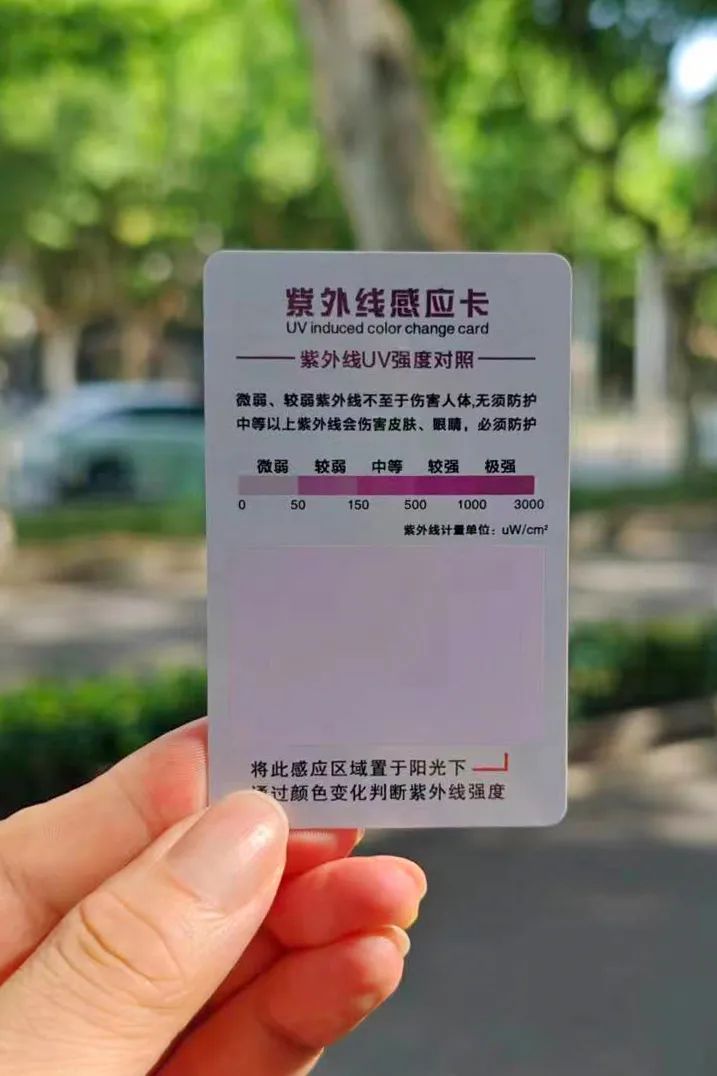 紫外线感应卡
UV induced color change card
紫外线UV强度对照
微弱、较弱紫外线不至于伤害人体,无须防护
中等以上紫外线会伤害皮肤、眼睛，必须防护
微弱 较弱 中等 较强 极强
0 50 150 500 1000 3000
紫外线计量单位：uW/cm²
将此感应区域置于阳光下
通过颜色变化判断紫外线强度